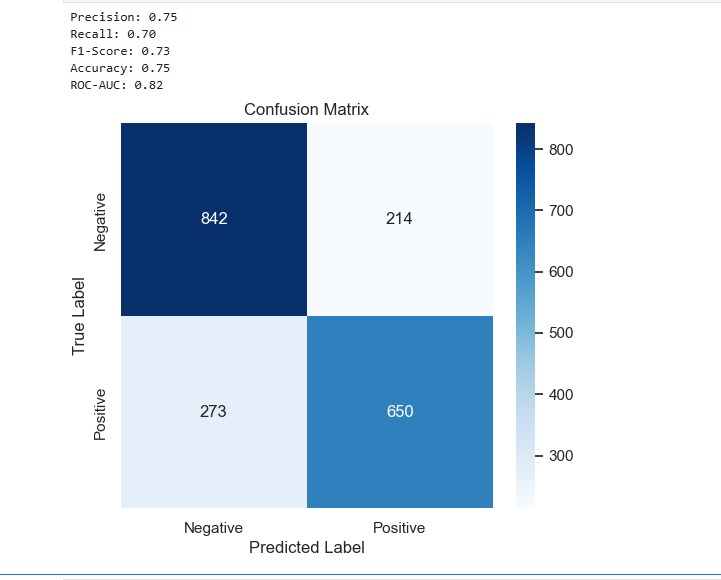 Precision: 0.75
Recall: 0.70
F1-Score: 0.73
Accuracy: 0.75
ROC-AUC: 0.82
Confusion Matrix
True Label
Negative
842
214
Positive
273
650
Negative
Positive
Predicted Label
800
700
600
500
400
300